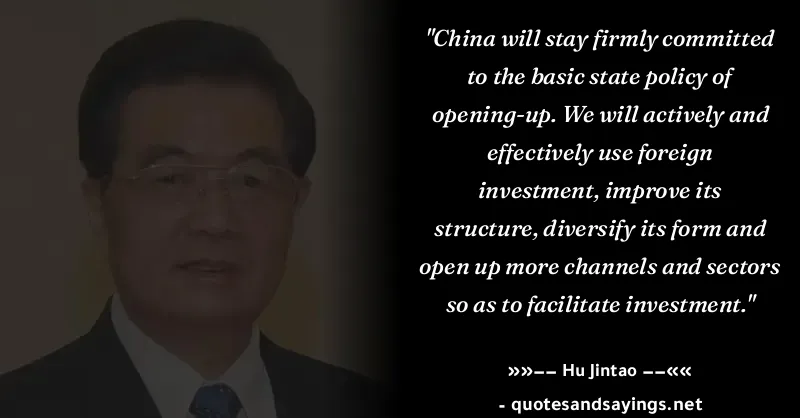 "China will stay firmly committed
to the basic state policy of
opening-up. We will actively and
effectively use foreign
investment, improve its
structure, diversify its form and
open up more channels and sectors
so as to facilitate investment."
»»—— Hu Jintao ——««
- quotesandsayings.net